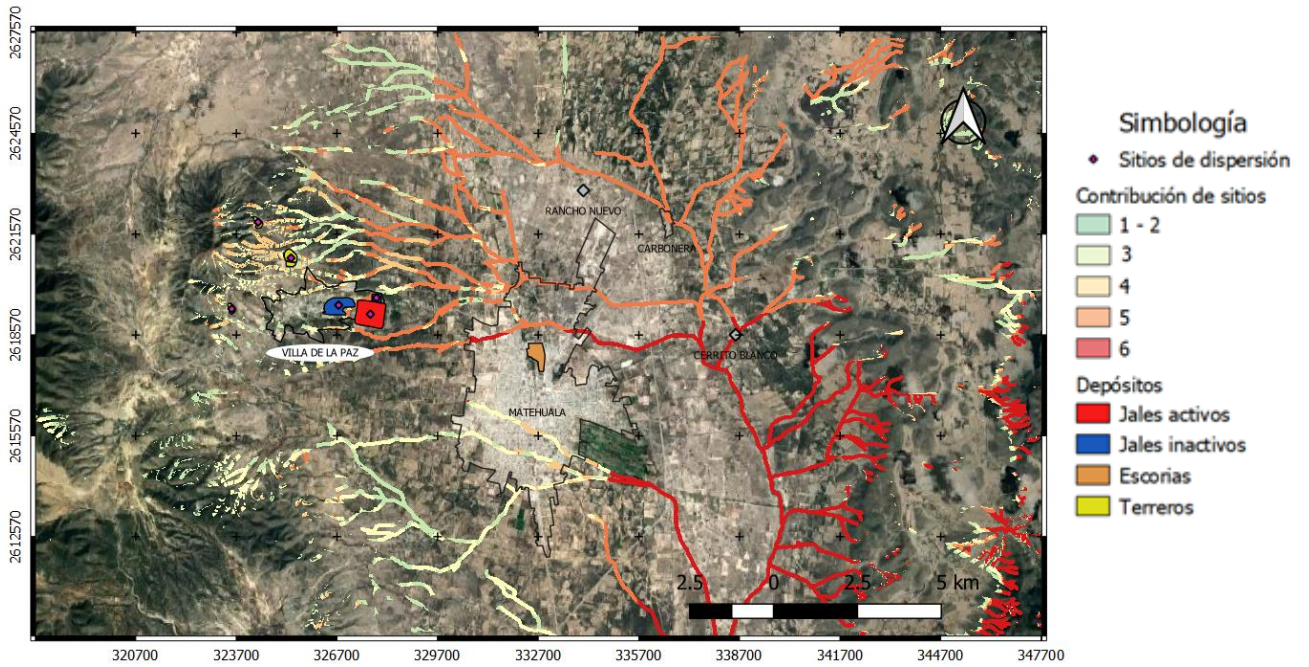 2627570
2624570
2621570
2618570
2615570
2612570
RANCHO NUEVO
CARBONERA
VILLA DE LA PAZ
CERRITO BLANCO
MATEHUALA
2.5 0 2.5 5 km
320700 323700 326700 329700 332700 335700 338700 341700 344700 347700
Simbología
Sitios de dispersión
Contribución de sitios
1 - 2
3
4
5
6
Depósitos
Jales activos
Jales inactivos
Escorias
Terreros